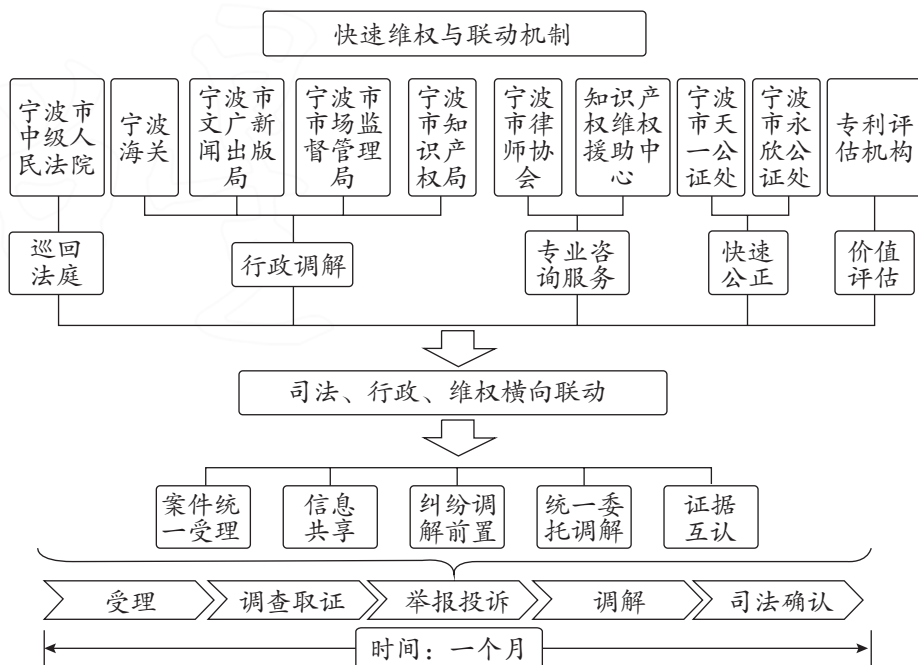 快速维权与联动机制
宁波市
中级人
民法院
宁波
海关
宁波市
文广新
闻出版
局
宁波市
市场监
督管理
局
宁波
市知
识产
权局
宁波
市律
师协
会
知识产
权维权
援助中
心
宁波
市天
一公
证处
宁波
市永
欣公
证处
专利评
估机构
巡回
法庭
行政调解
专业咨
询服务
快速
公正
价值
评估
司法、行政、维权横向联动
案件统
一受理
信息
共享
纠纷调
解前置
统一委
托调解
证据
互认
受理
调查取证
举报投诉
调解
司法确认
时间：一个月